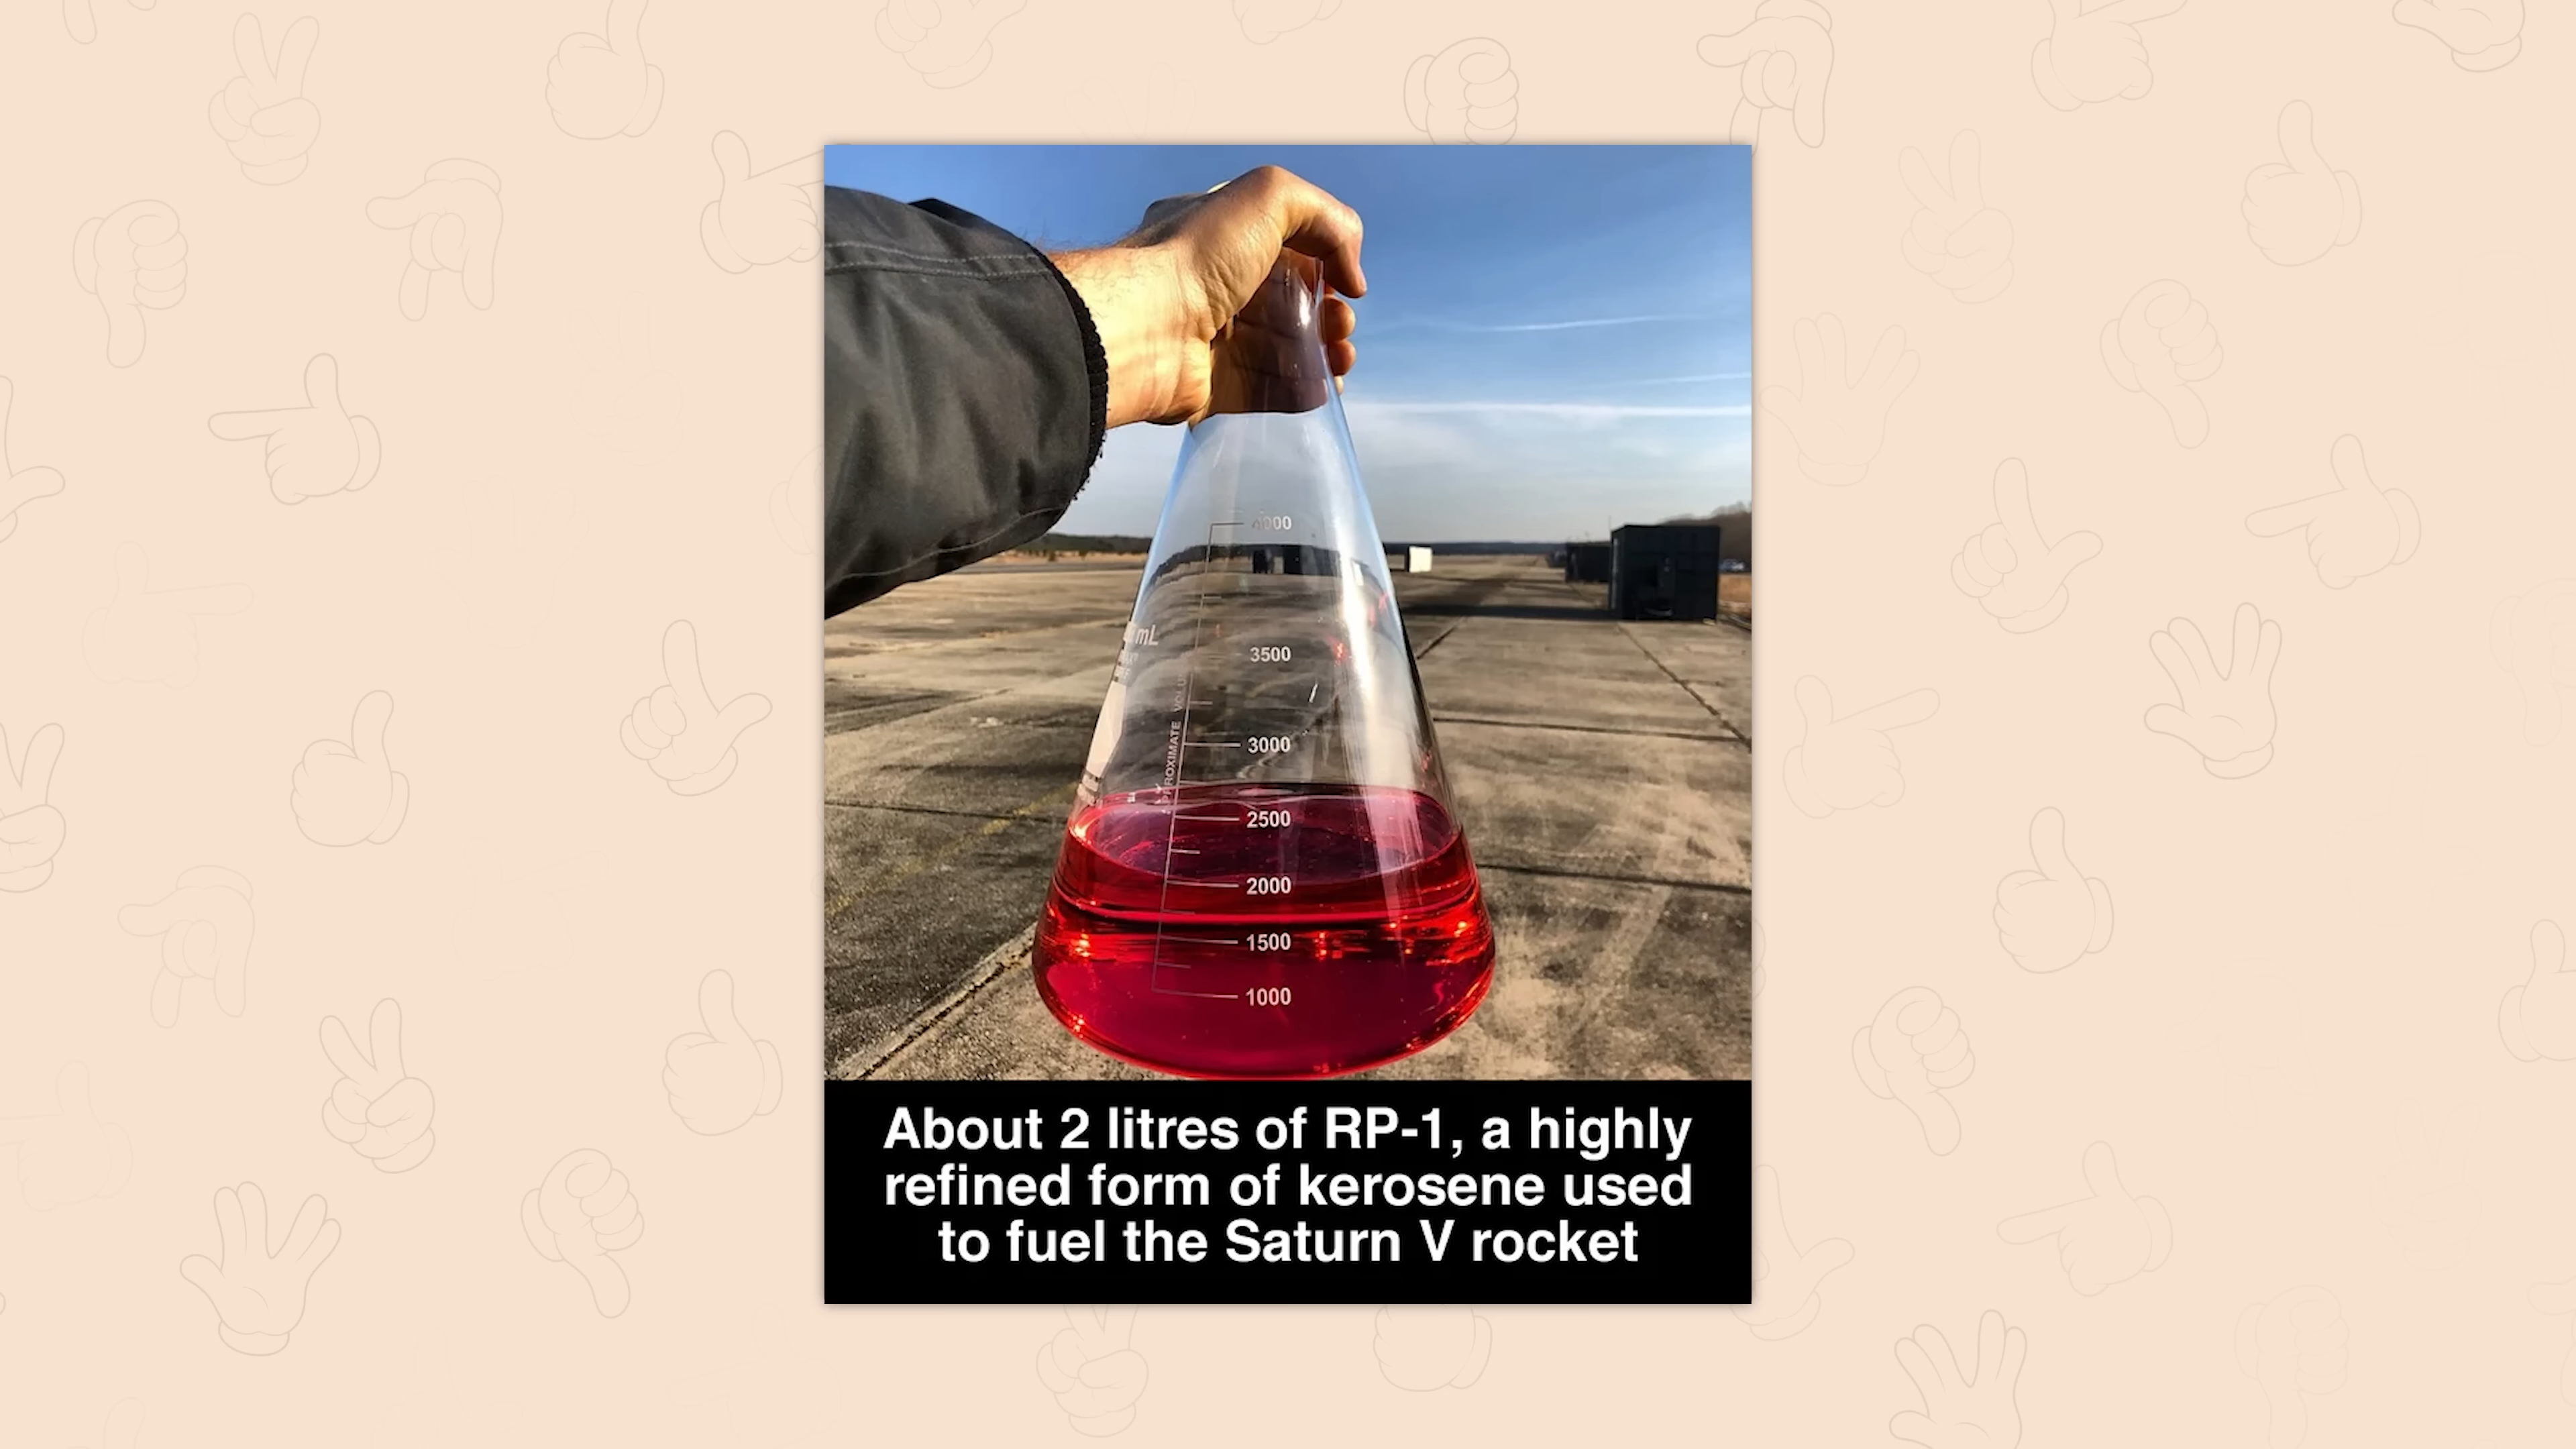 4000
mL
3500
3000
2500
2000
1500
1000
About 2 litres of RP-1, a highly
refined form of kerosene used
to fuel the Saturn V rocket